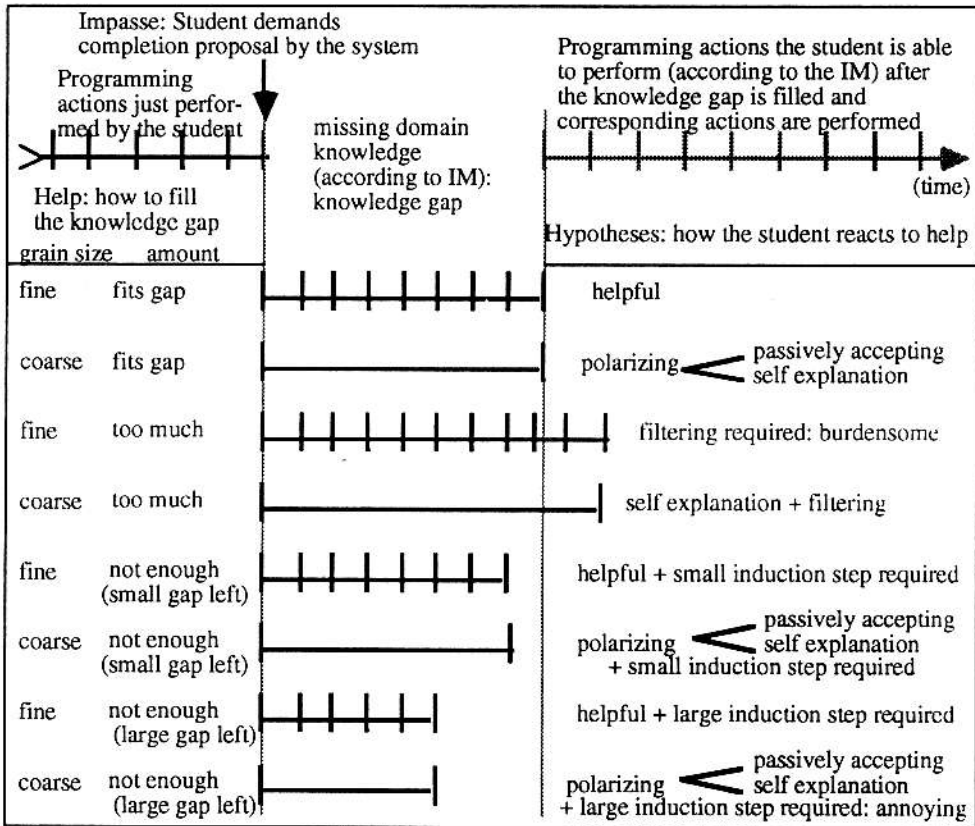 Impasse: Student demands
completion proposal by the system
Programming
actions just perfor-
med by the student
missing domain
knowledge
(according to IM):
knowledge gap
Programming actions the student is able
to perform (according to the IM) after
the knowledge gap is filled and
corresponding actions are performed
(time)
Help: how to fill
the knowledge gap
grain size amount
Hypotheses: how the student reacts to help
fine fits gap helpful
coarse fits gap polarizing passively accepting
self explanation
fine too much filtering required: burdensome
coarse too much self explanation + filtering
fine not enough helpful + small induction step required
(small gap left)
coarse not enough polarizing passively accepting
(small gap left) self explanation
+ small induction step required
fine not enough helpful + large induction step required
(large gap left)
coarse not enough polarizing passively accepting
(large gap left) self explanation
+ large induction step required: annoying